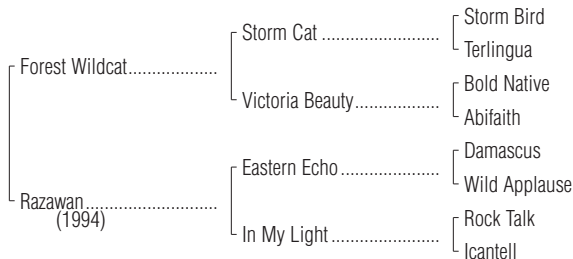 Storm Bird
Storm Cat ..............................
Terlingua
Forest Wildcat......................
Bold Native
Victoria Beauty.....................
Abifaith
Damascus
Eastern Echo .........................
Wild Applause
Razawan.................................
(1994)
Rock Talk
In My Light ...........................
Icantell